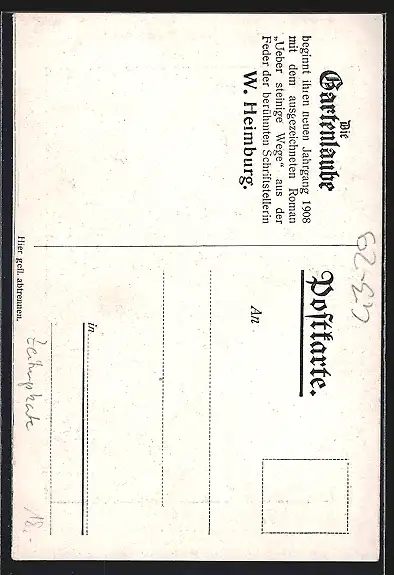 Die
Gartenlaube
beginnt ihren neuen Jahrgang 1908
mit dem ausgezeichneten Roman
„Ueber steinige Wege“ aus der
Feder der berühmten Schriftstellerin
W. Heimburg.
Postkarte.
An
in
Hier gefl. abtrennen.
18,-